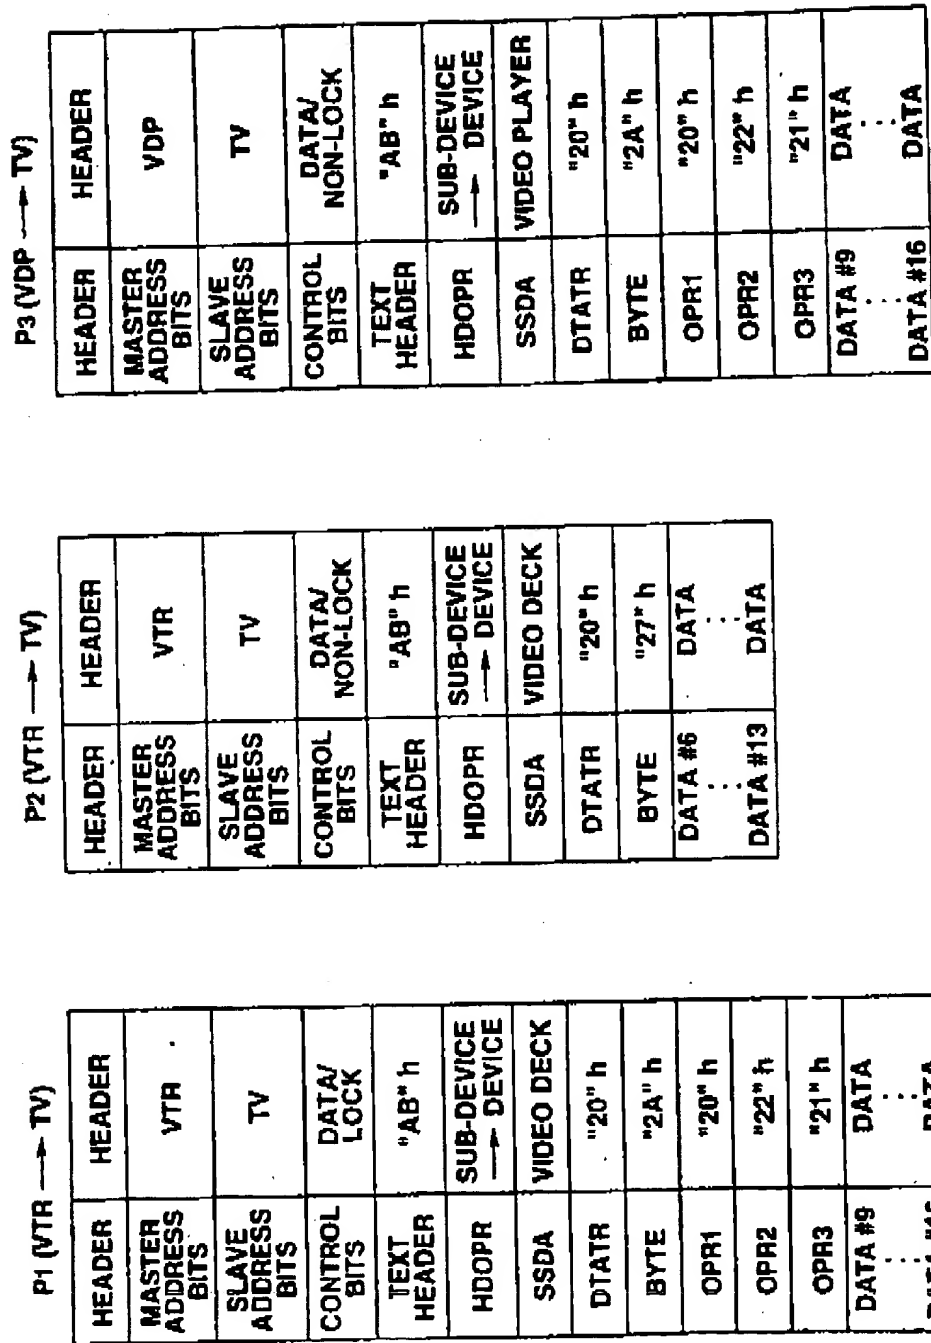 P1 (VTR → TV)
HEADER HEADER
MASTER ADDRESS BITS VTR
SLAVE ADDRESS BITS TV
CONTROL BITS DATA/ LOCK
TEXT HEADER "AB" h
HDOPR SUB-DEVICE → DEVICE
SSDA VIDEO DECK
DTATR "20" h
BYTE "2A" h
OPR1 "20" h
OPR2 "22" h
OPR3 "21" h
DATA #9 DATA
DATA
P2 (VTR → TV)
HEADER HEADER
MASTER ADDRESS BITS VTR
SLAVE ADDRESS BITS TV
CONTROL BITS DATA/ NON-LOCK
TEXT HEADER "AB" h
HDOPR SUB-DEVICE → DEVICE
SSDA VIDEO DECK
DTATR "20" h
BYTE "27" h
DATA #6 DATA
DATA #13 DATA
P3 (VDP → TV)
HEADER HEADER
MASTER ADDRESS BITS VDP
SLAVE ADDRESS BITS TV
CONTROL BITS DATA/ NON-LOCK
TEXT HEADER "AB" h
HDOPR SUB-DEVICE → DEVICE
SSDA VIDEO PLAYER
DTATR "20" h
BYTE "2A" h
OPR1 "20" h
OPR2 "22" h
OPR3 "21" h
DATA #9 DATA
DATA #16 DATA